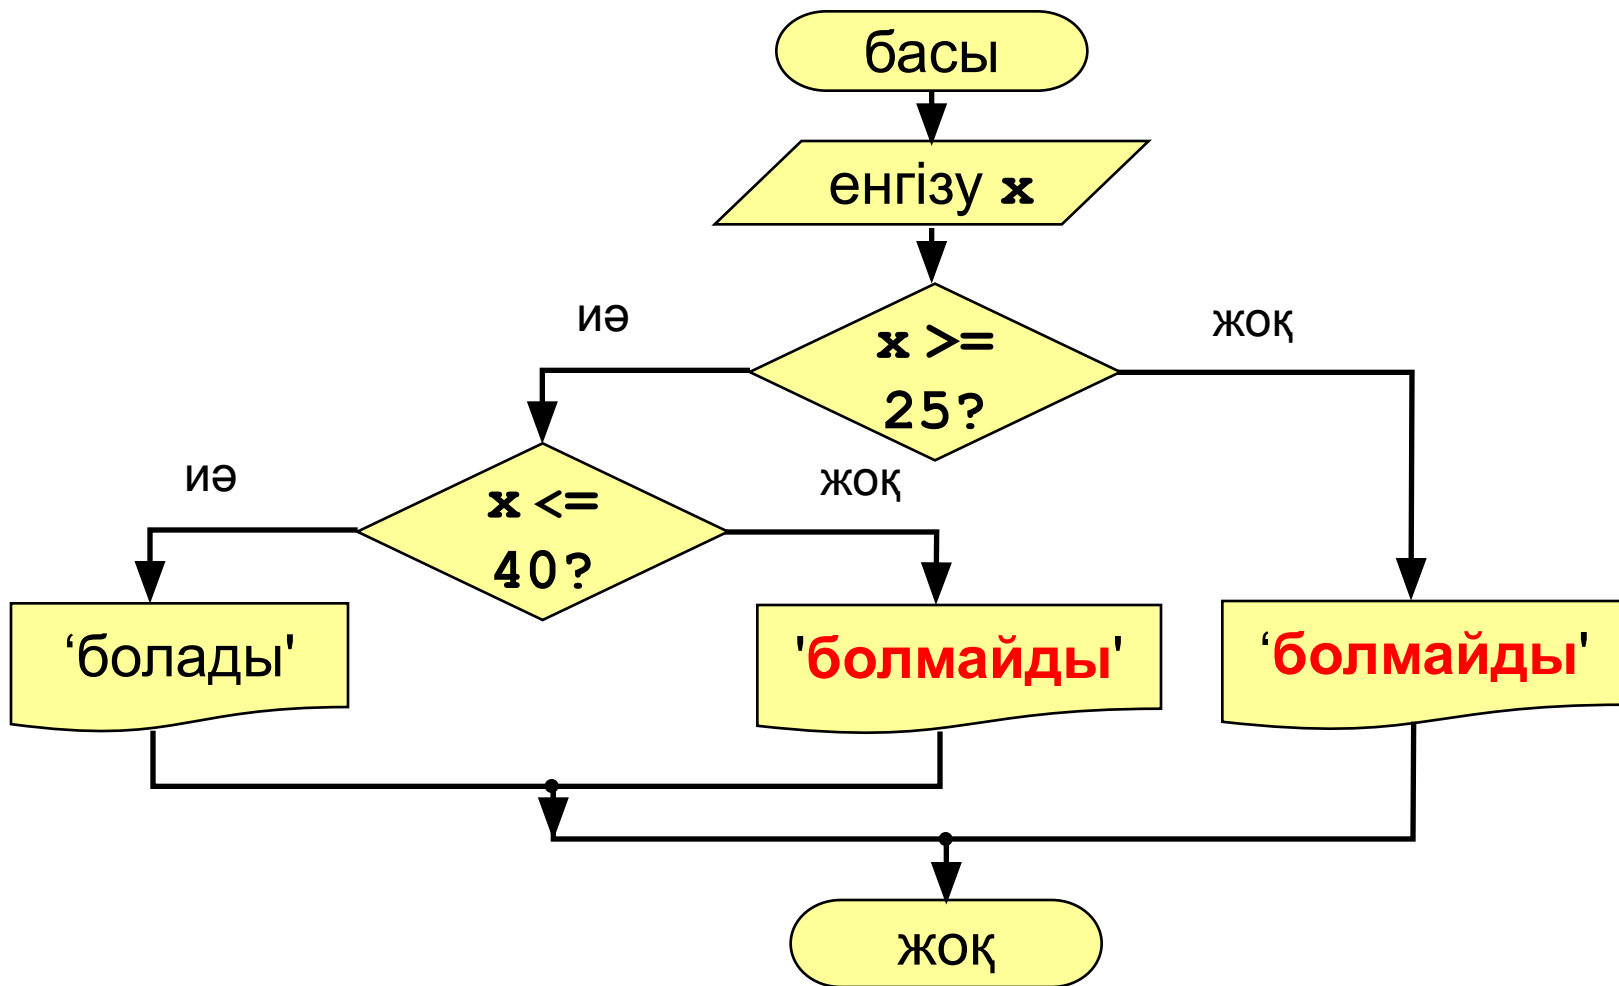 басы
енгізу x
иә
жоқ
x >=
25?
иә
жоқ
x <=
40?
‘болады'
'болмайды'
‘болмайды'
жоқ